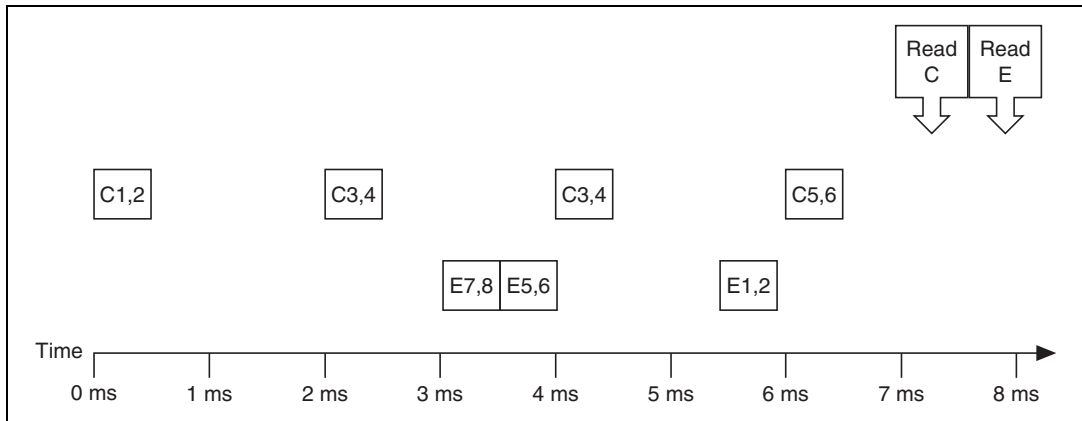 Read
C
Read
E
C1,2
C3,4
C3,4
C5,6
E7,8
E5,6
E1,2
Time
0 ms
1 ms
2 ms
3 ms
4 ms
5 ms
6 ms
7 ms
8 ms